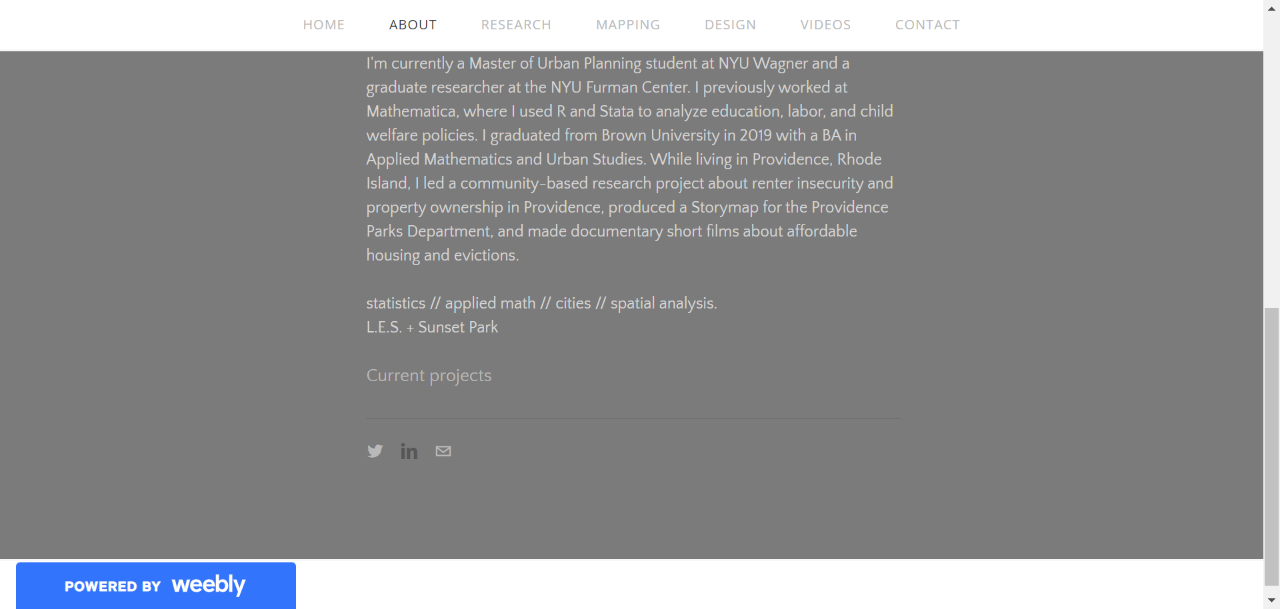 HOME ABOUT RESEARCH MAPPING DESIGN VIDEOS CONTACT
I'm currently a Master of Urban Planning student at NYU Wagner and a
graduate researcher at the NYU Furman Center. I previously worked at
Mathematica, where I used R and Stata to analyze education, labor, and child
welfare policies. I graduated from Brown University in 2019 with a BA in
Applied Mathematics and Urban Studies. While living in Providence, Rhode
Island, I led a community-based research project about renter insecurity and
property ownership in Providence, produced a Storymap for the Providence
Parks Department, and made documentary short films about affordable
housing and evictions.
statistics // applied math // cities // spatial analysis.
L.E.S. + Sunset Park
Current projects
in
POWERED BY weebly